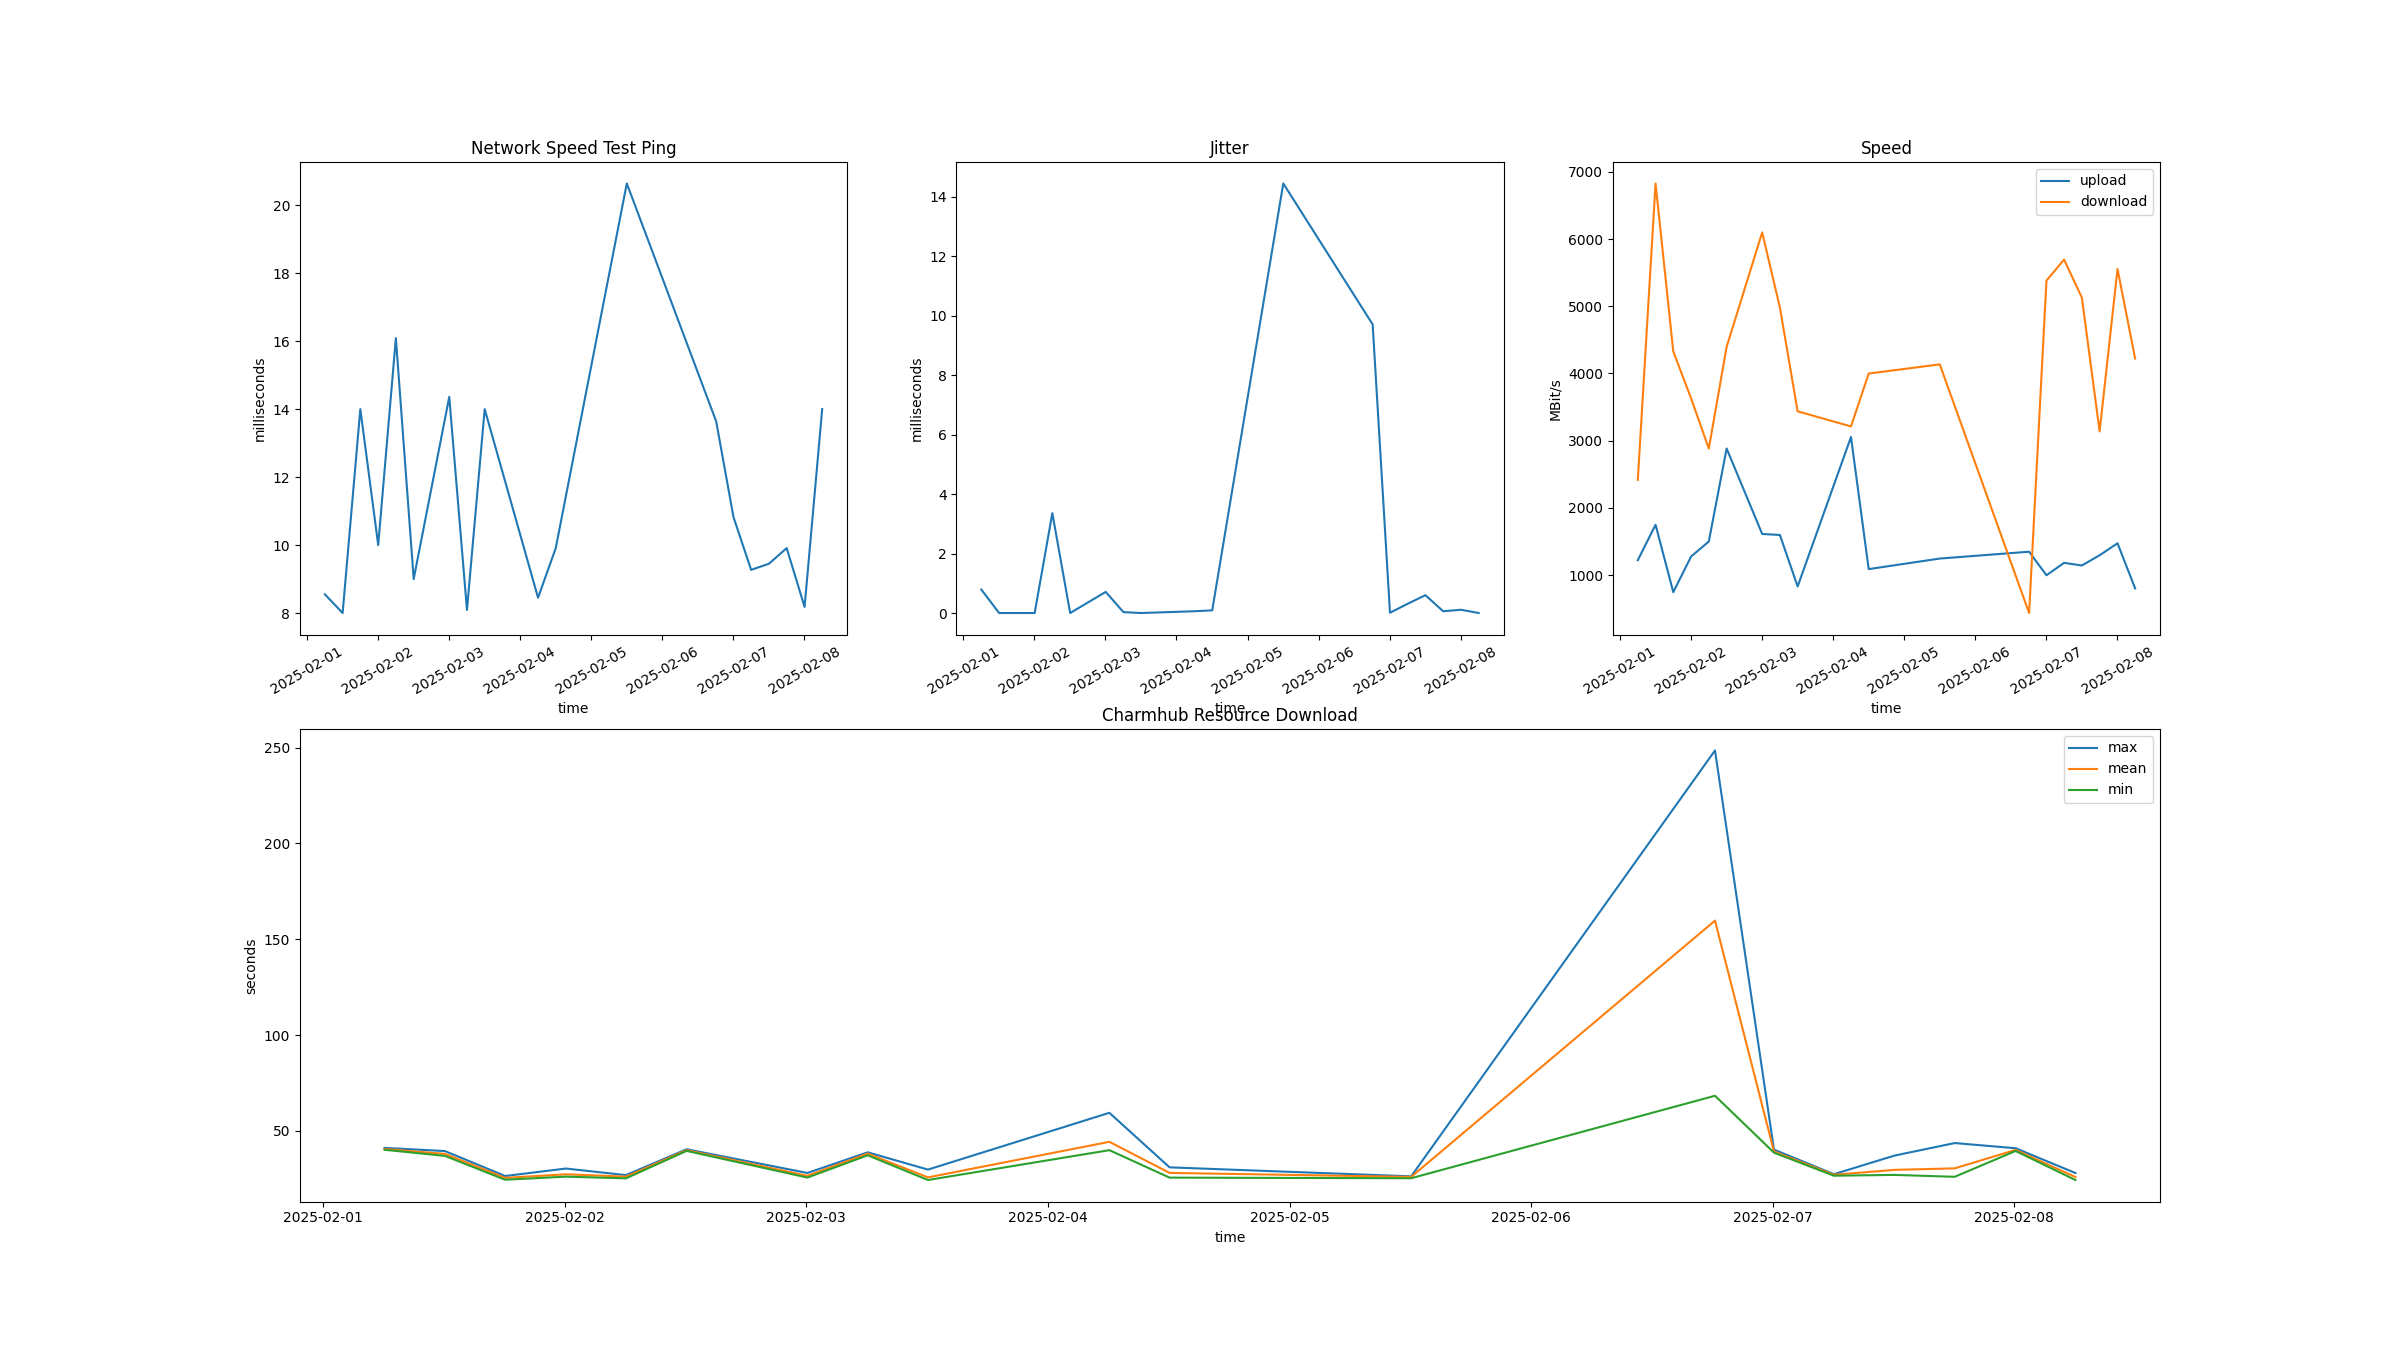 Network Speed Test Ping
milliseconds
20
18
16
14
12
10
8
2025-02-01 2025-02-02 2025-02-03 2025-02-04 2025-02-05 2025-02-06 2025-02-07 2025-02-08
time
Jitter
milliseconds
14
12
10
8
6
4
2
0
2025-02-01 2025-02-02 2025-02-03 2025-02-04 2025-02-05 2025-02-06 2025-02-07 2025-02-08
time
Speed
upload
download
MBit/s
7000
6000
5000
4000
3000
2000
1000
2025-02-01 2025-02-02 2025-02-03 2025-02-04 2025-02-05 2025-02-06 2025-02-07 2025-02-08
time
Charmhub Resource Download
max
mean
min
seconds
250
200
150
100
50
2025-02-01 2025-02-02 2025-02-03 2025-02-04 2025-02-05 2025-02-06 2025-02-07 2025-02-08
time